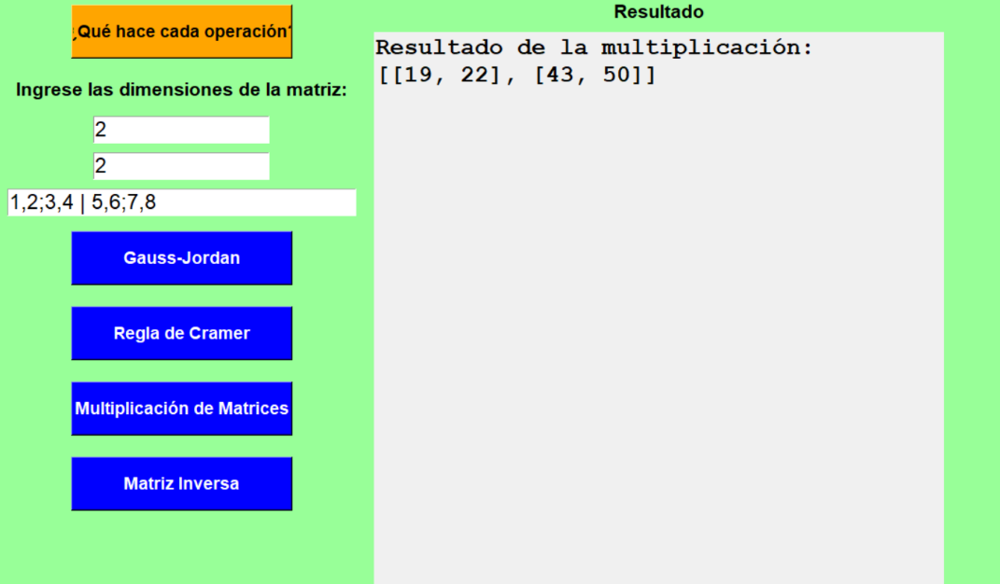 ¿Qué hace cada operación?
Ingrese las dimensiones de la matriz:
2
2
1,2;3,4 | 5,6;7,8
Gauss-Jordan
Regla de Cramer
Multiplicación de Matrices
Matriz Inversa
Resultado
Resultado de la multiplicación:
[[19, 22], [43, 50]]